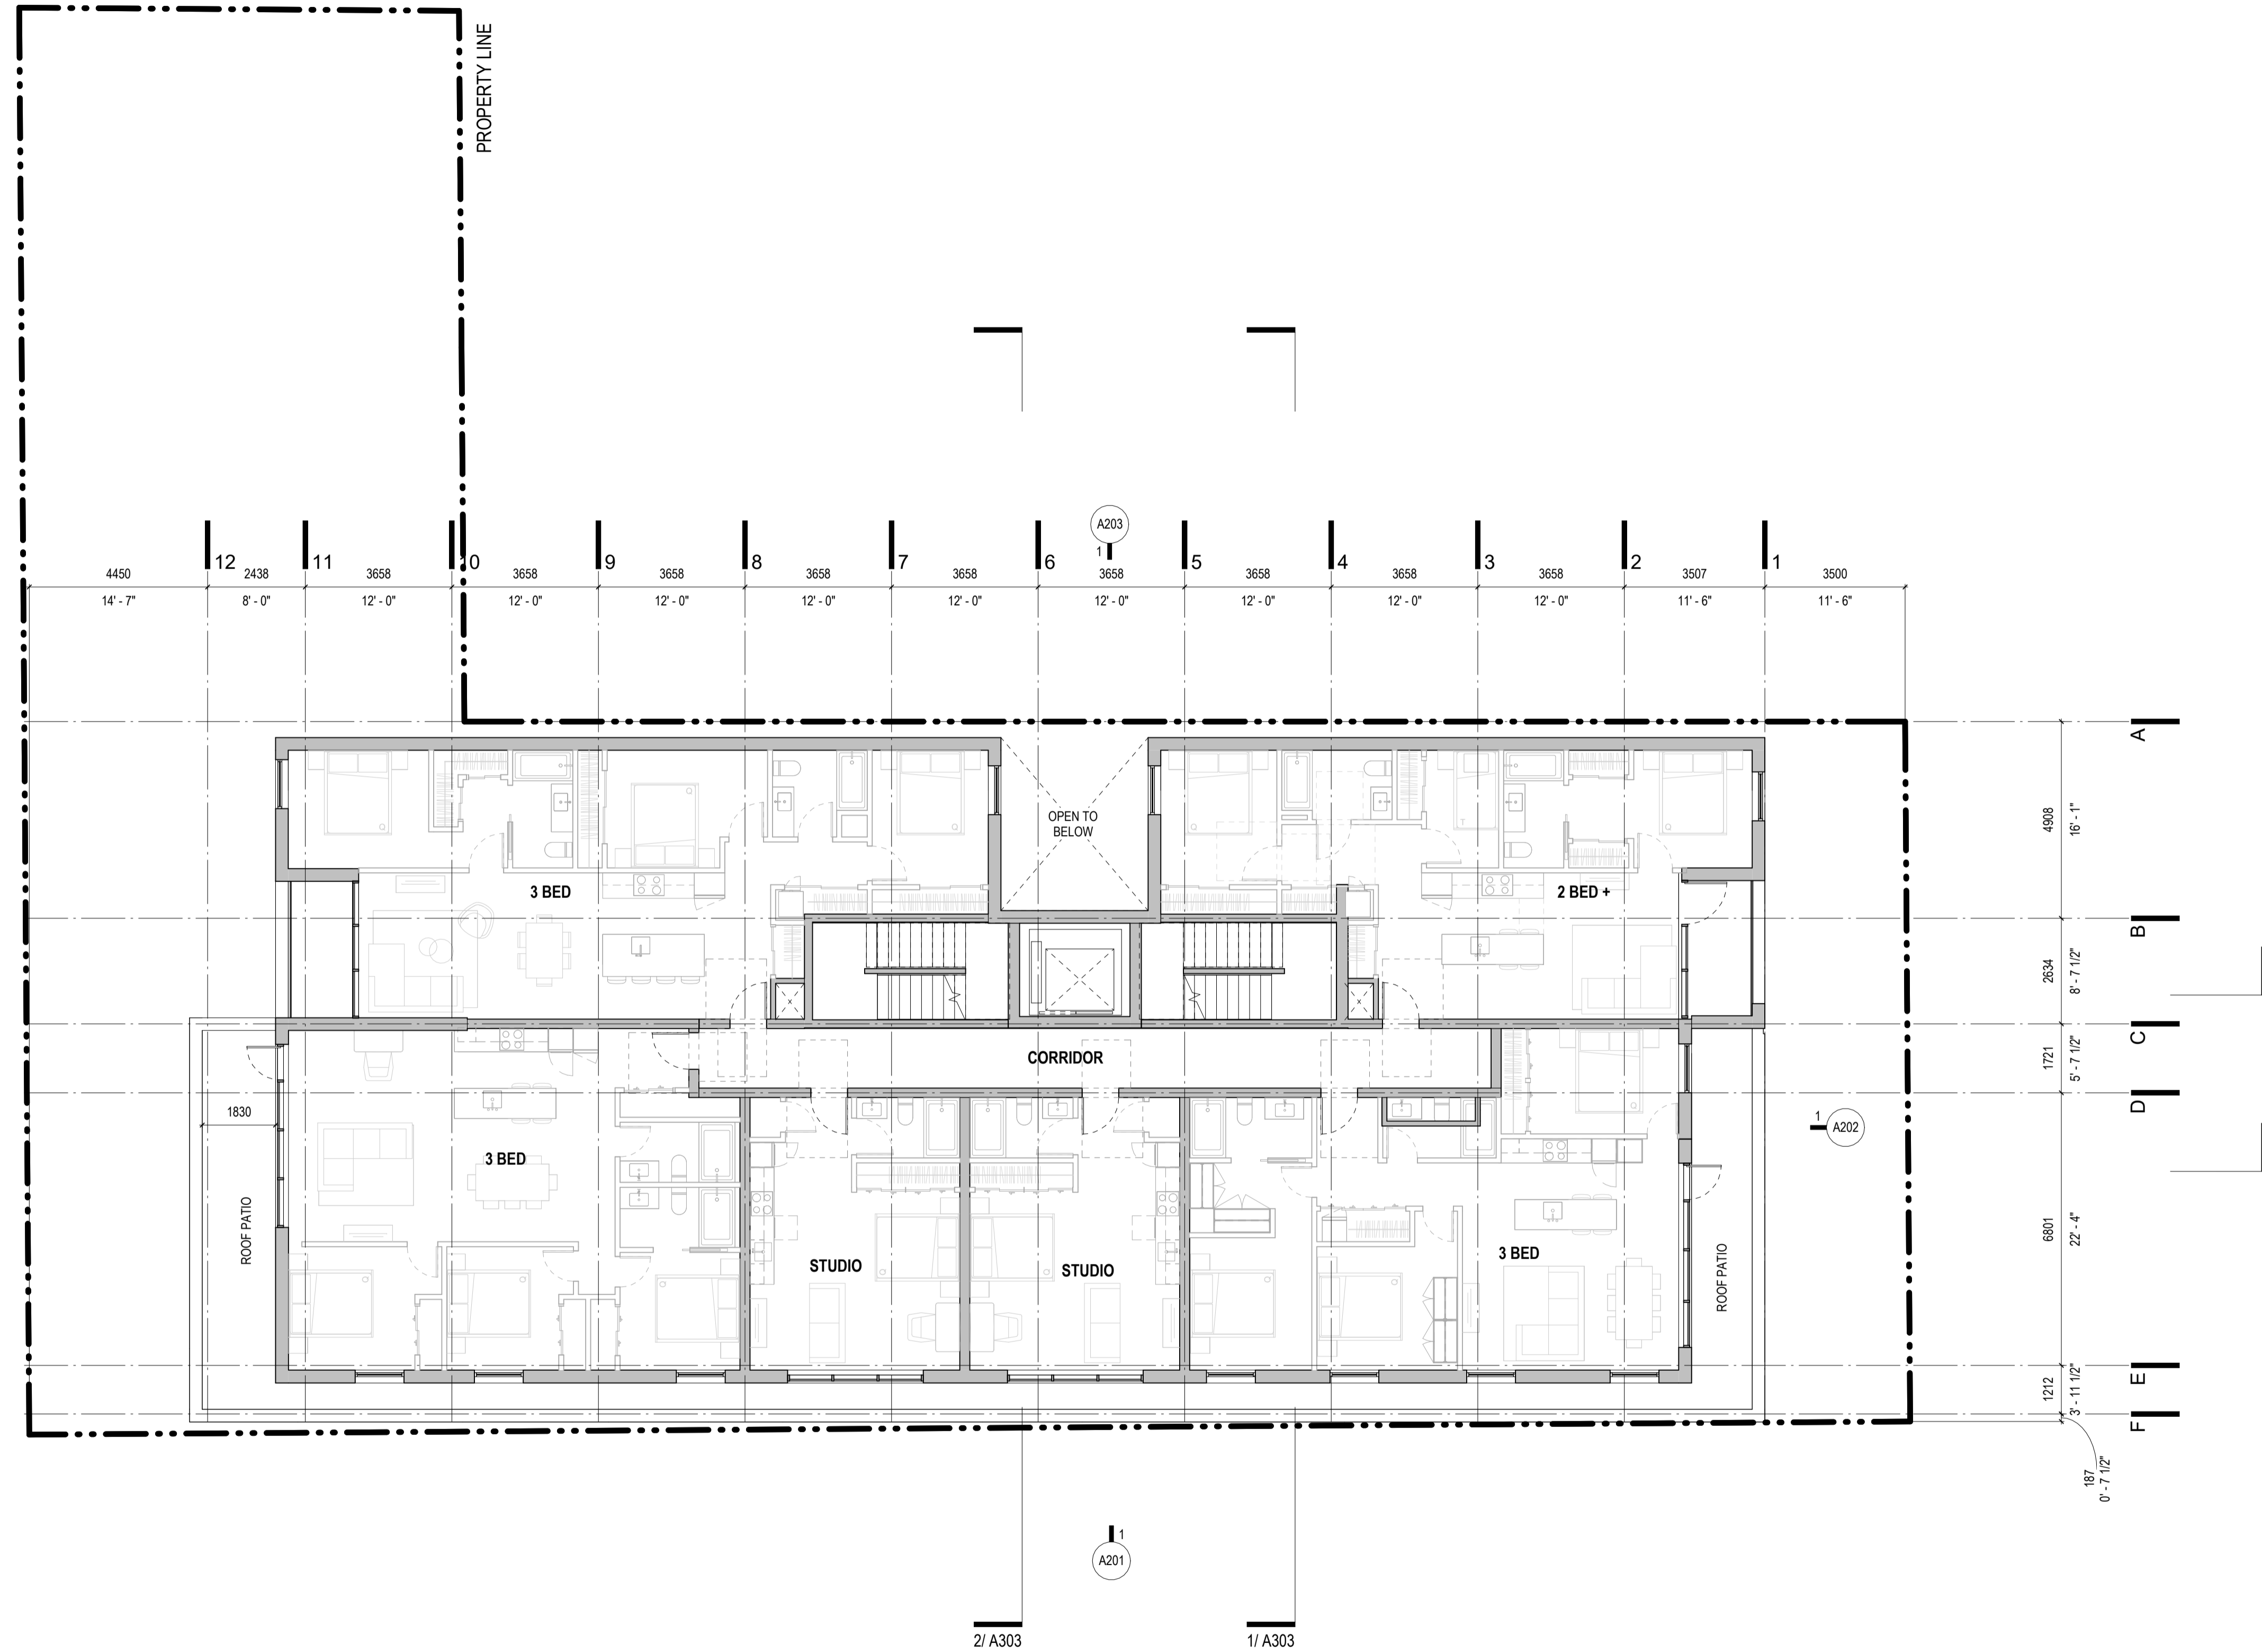 PROPERTY LINE
A203
1
12
11
10
9
8
7
6
5
4
3
2
1
4450
2438
3658
3658
3658
3658
3658
3658
3658
3658
3658
3507
3500
14' - 7"
8' - 0"
12' - 0"
12' - 0"
12' - 0"
12' - 0"
12' - 0"
12' - 0"
12' - 0"
12' - 0"
12' - 0"
11' - 6"
11' - 6"
A
4908
16' - 1"
OPEN TO
BELOW
3 BED
2 BED +
B
2634
8' - 7 1/2"
C
CORRIDOR
1721
5' - 7 1/2"
D
1830
1
A202
3 BED
ROOF PATIO
STUDIO
STUDIO
3 BED
ROOF PATIO
6801
22' - 4"
E
1212
3' - 11 1/2"
F
187
0' - 7 1/2"
1
A201
2/ A303
1/ A303